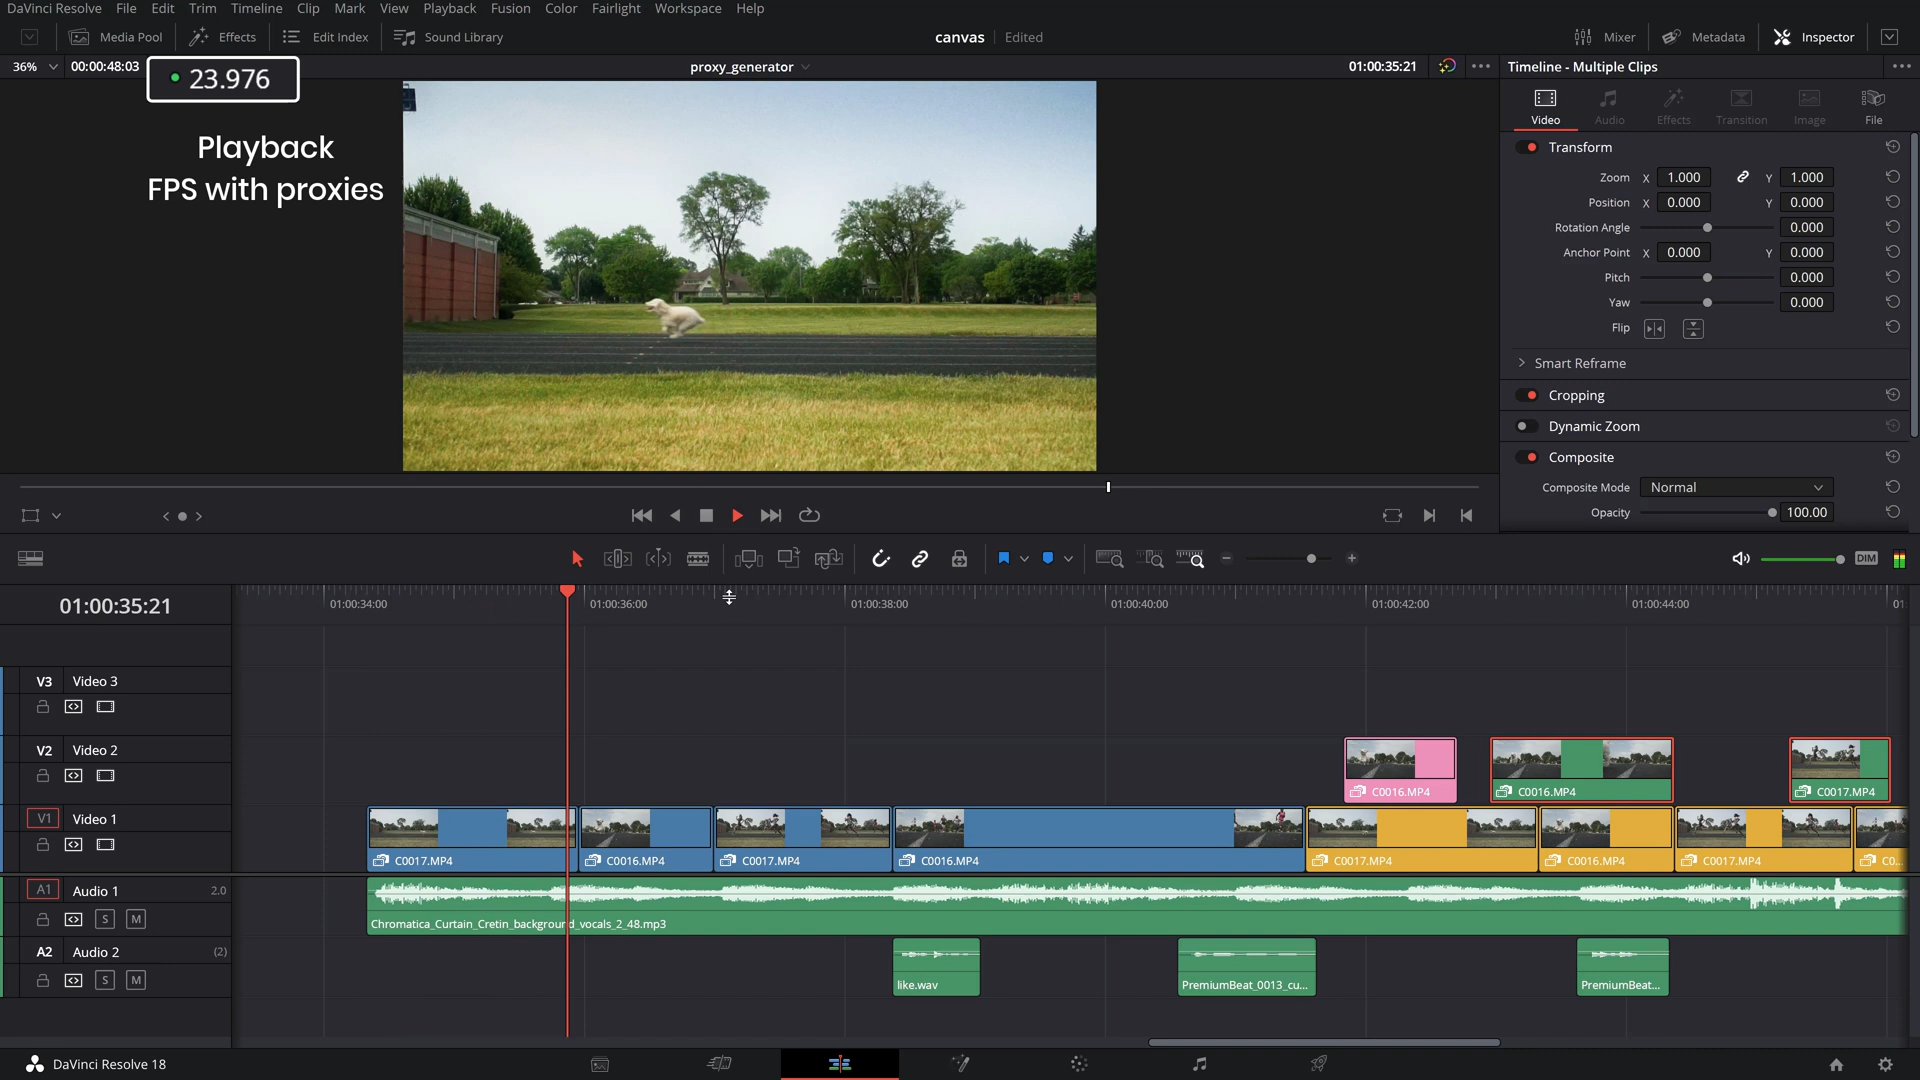 DaVinci Resolve File Edit Trim Timeline Clip Mark View Playback Fusion Color Fairlight Workspace Help
Media Pool Effects Edit Index Sound Library canvas Edited Mixer Metadata Inspector
36% 00:00:48:03 proxy_generator 01:00:35:21 Timeline - Multiple Clips
23.976
Playback
FPS with proxies
Video Audio Effects Transition Image File
Transform
Zoom X 1.000 Y 1.000
Position X 0.000 Y 0.000
Rotation Angle 0.000
Anchor Point X 0.000 Y 0.000
Pitch 0.000
Yaw 0.000
Flip
Smart Reframe
Cropping
Dynamic Zoom
Composite
Composite Mode Normal
Opacity 100.00
DIM
01:00:35:21 01:00:34:00 01:00:36:00 01:00:38:00 01:00:40:00 01:00:42:00 01:00:44:00 01:
V3 Video 3
V2 Video 2
C0016.MP4 C0016.MP4 C0017.MP4
V1 Video 1
C0017.MP4 C0016.MP4 C0017.MP4 C0016.MP4 C0017.MP4 C0016.MP4 C0017.MP4 C0...
A1 Audio 1 2.0
S M
Chromatica_Curtain_Cretin_background_vocals_2_48.mp3
A2 Audio 2 (2)
S M
like.wav PremiumBeat_0013_cu... PremiumBeat...
DaVinci Resolve 18